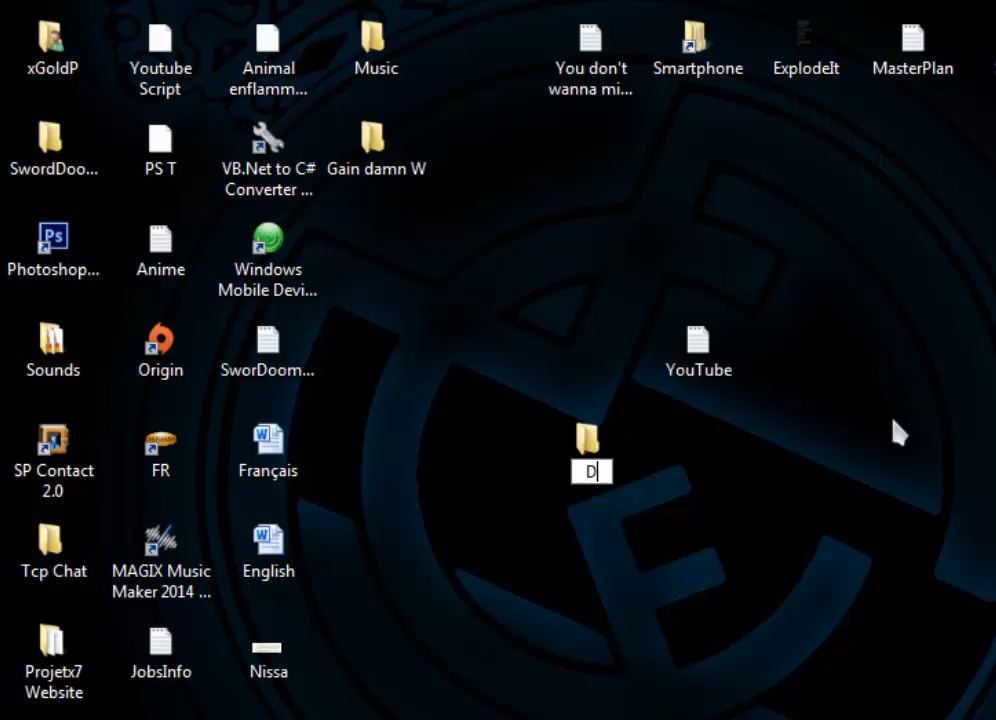 xGoldP
Youtube
Script
Animal
enflamm...
Music
You don't
wanna mi...
Smartphone
ExplodeIt
MasterPlan
SwordDoo...
PS T
VB.Net to C#
Converter ...
Gain damn W
Ps
Photoshop...
Anime
Windows
Mobile Devi...
Sounds
Origin
SworDoom...
YouTube
SP Contact
2.0
FR
Français
D
Tcp Chat
MAGIX Music
Maker 2014 ...
English
Projetx7
Website
JobsInfo
Nissa